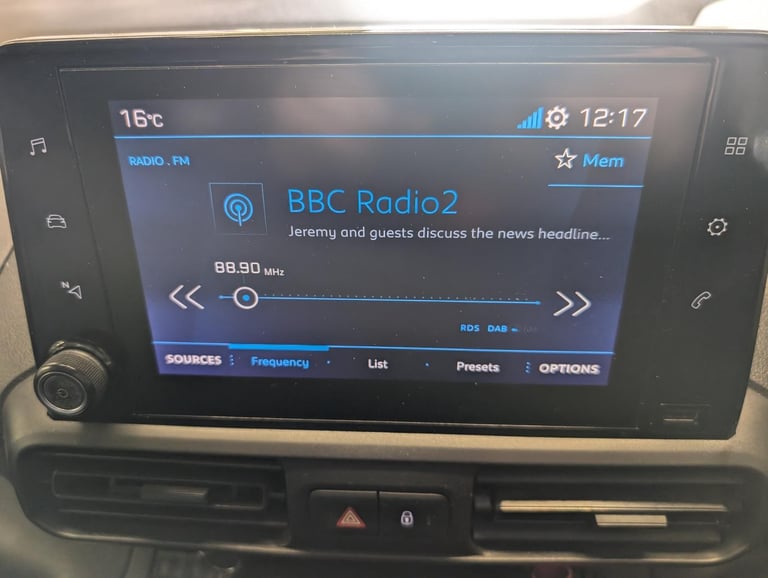 16°C 12:17
RADIO . FM
Mem
BBC Radio2
Jeremy and guests discuss the news headline...
88.90 MHz
RDS DAB
SOURCES Frequency List Presets OPTIONS
N